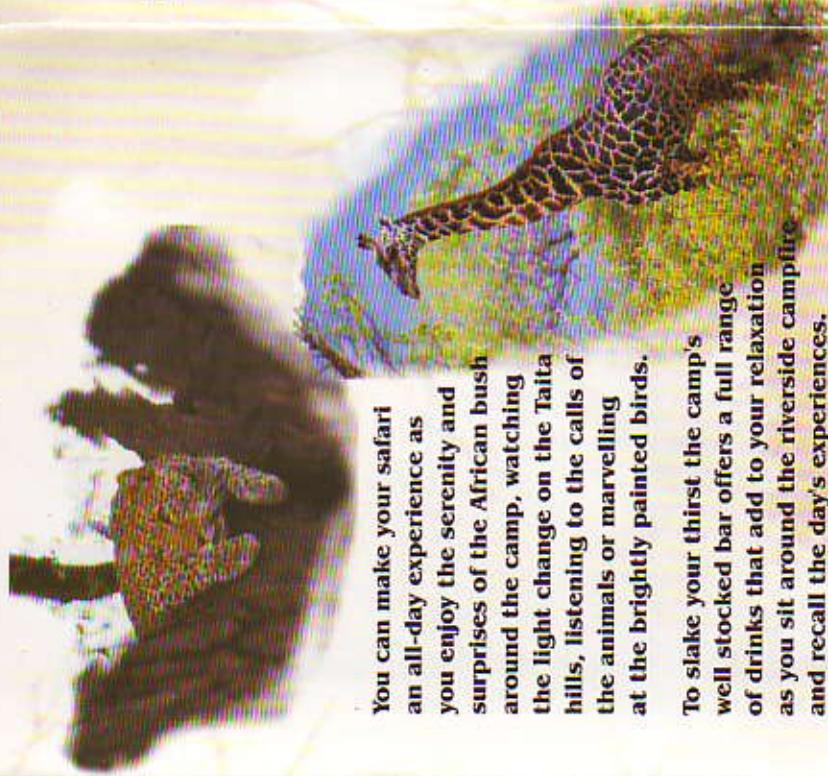 You can make your safari
an all-day experience as
you enjoy the serenity and
surprises of the African bush
around the camp, watching
the light change on the Taita
hills, listening to the calls of
the animals or marvelling
at the brightly painted birds.
To slake your thirst the camp's
well stocked bar offers a full range
of drinks that add to your relaxation
as you sit around the riverside campfire
and recall the day's experiences.